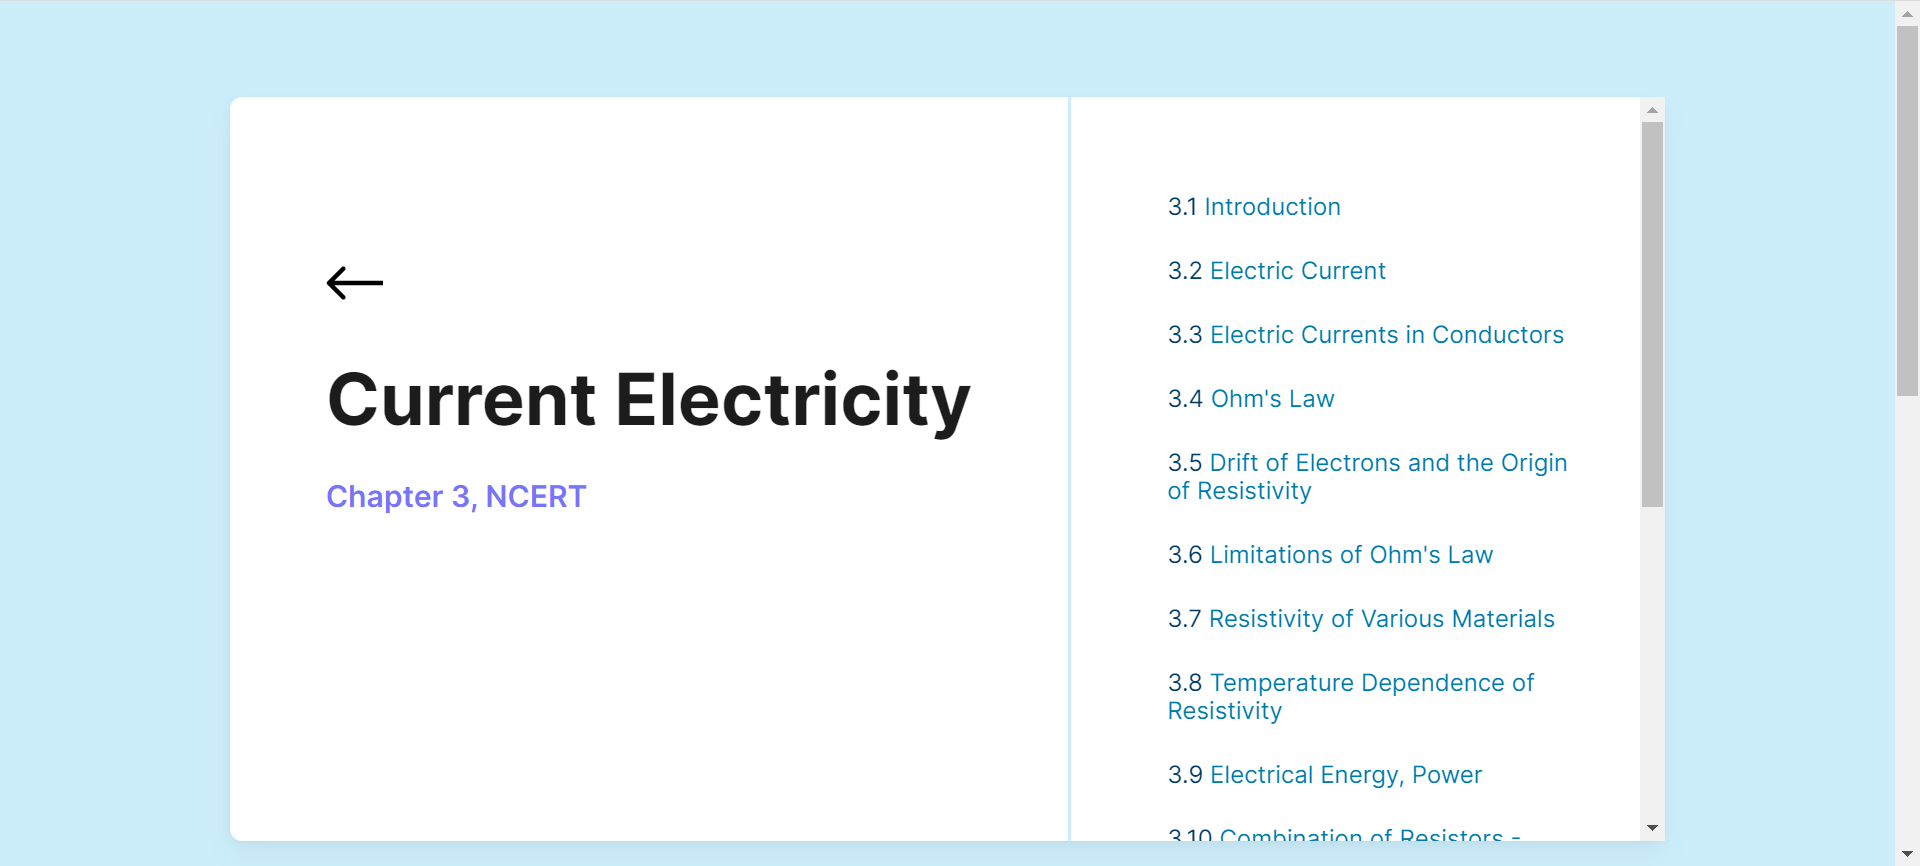 Current Electricity
Chapter 3, NCERT
3.1 Introduction
3.2 Electric Current
3.3 Electric Currents in Conductors
3.4 Ohm's Law
3.5 Drift of Electrons and the Origin
of Resistivity
3.6 Limitations of Ohm's Law
3.7 Resistivity of Various Materials
3.8 Temperature Dependence of
Resistivity
3.9 Electrical Energy, Power
3.10 Combination of Resistors -